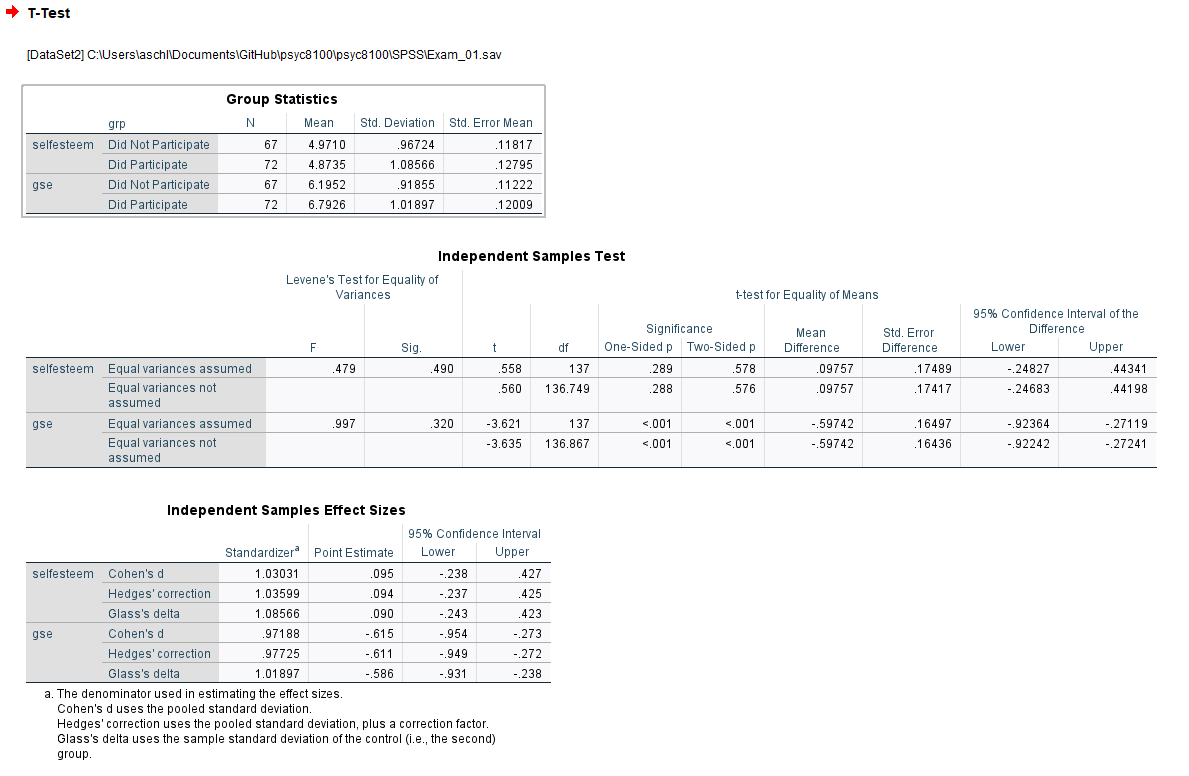 T-Test
[DataSet2] C:\Users\aschl\Documents\GitHub\psyc8100\psyc8100\SPSS\Exam_01.sav
Group Statistics
grp N Mean Std. Deviation Std. Error Mean
selfesteem Did Not Participate 67 4.9710 .96724 .11817
Did Participate 72 4.8735 1.08566 .12795
gse Did Not Participate 67 6.1952 .91855 .11222
Did Participate 72 6.7926 1.01897 .12009
Independent Samples Test
Levene's Test for Equality of
Variances
t-test for Equality of Means
95% Confidence Interval of the
Difference
Significance
Mean
Difference
Std. Error
Difference
F Sig. t df One-Sided p Two-Sided p Lower Upper
selfesteem Equal variances assumed .479 .490 .558 137 .289 .578 .09757 .17489 -.24827 .44341
Equal variances not
assumed
.560 136.749 .288 .576 .09757 .17417 -.24683 .44198
gse Equal variances assumed .997 .320 -3.621 137 <.001 <.001 -.59742 .16497 -.92364 -.27119
Equal variances not
assumed
-3.635 136.867 <.001 <.001 -.59742 .16436 -.92242 -.27241
Independent Samples Effect Sizes
95% Confidence Interval
Standardizerᵃ Point Estimate Lower Upper
selfesteem Cohen's d 1.03031 .095 -.238 .427
Hedges' correction 1.03599 .094 -.237 .425
Glass's delta 1.08566 .090 -.243 .423
gse Cohen's d .97188 -.615 -.954 -.273
Hedges' correction .97725 -.611 -.949 -.272
Glass's delta 1.01897 -.586 -.931 -.238
a. The denominator used in estimating the effect sizes.
Cohen's d uses the pooled standard deviation.
Hedges' correction uses the pooled standard deviation, plus a correction factor.
Glass's delta uses the sample standard deviation of the control (i.e., the second)
group.